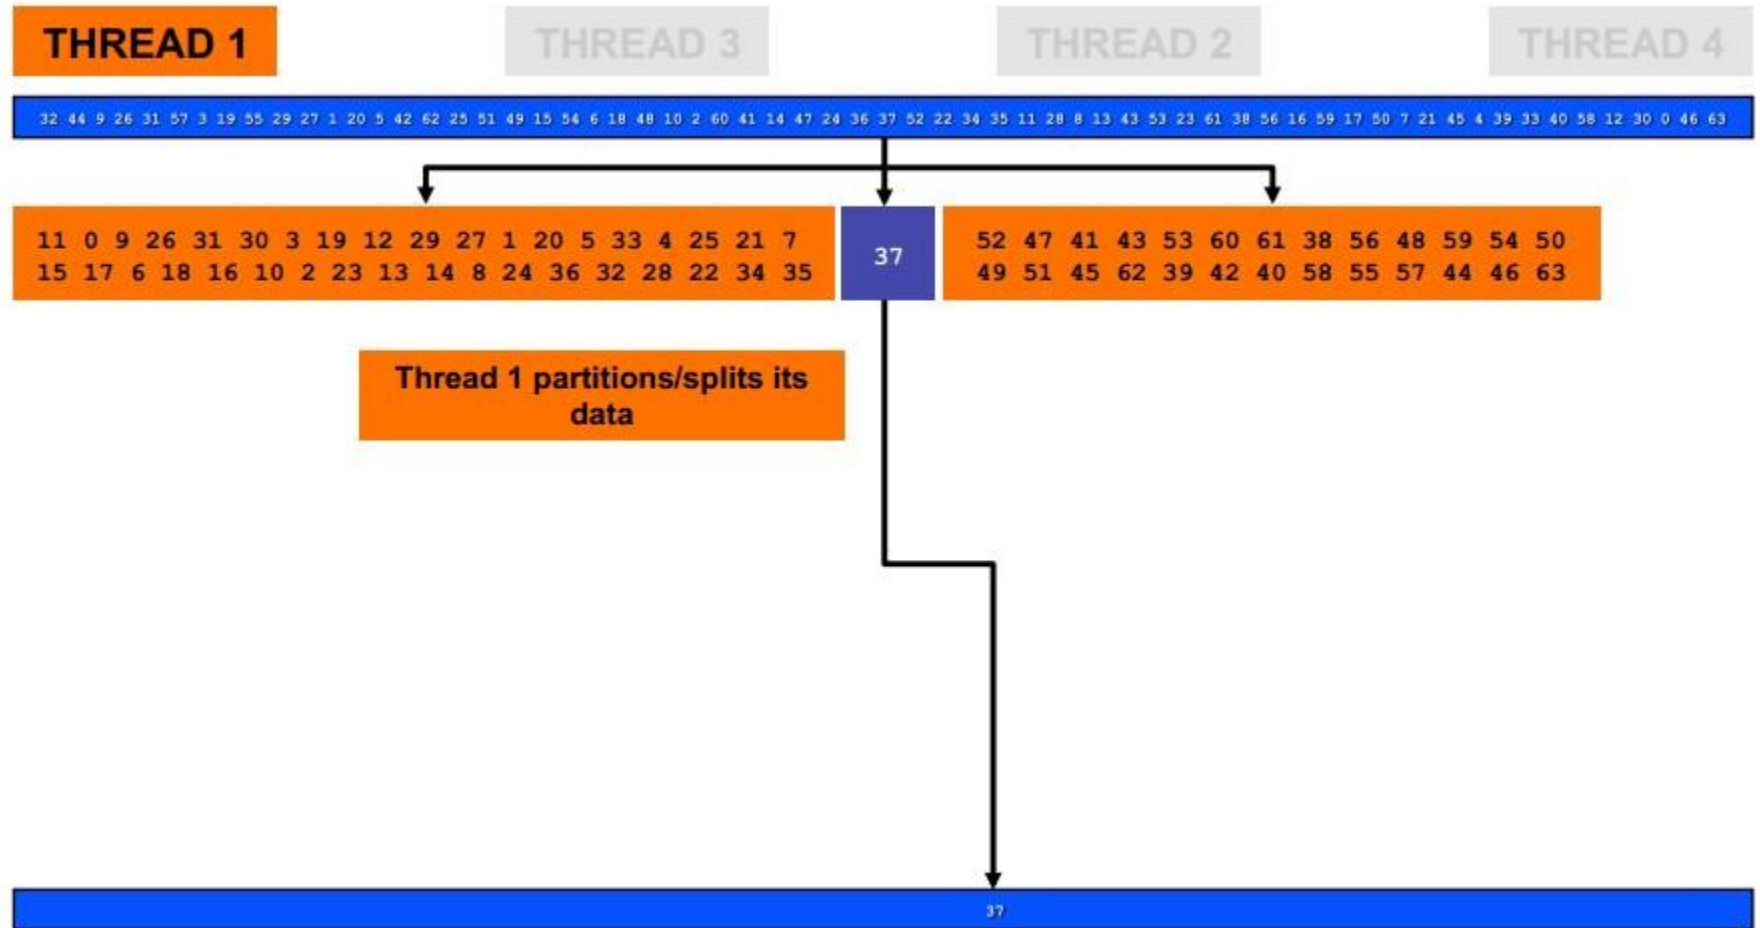 THREAD 1
THREAD 3
THREAD 2
THREAD 4
32 44 9 26 31 57 3 19 55 29 27 1 20 5 42 62 25 51 49 15 54 6 18 48 10 2 60 41 14 47 24 36 37 52 22 34 35 11 28 8 13 43 53 23 61 38 56 16 59 17 50 7 21 45 4 39 33 40 58 12 30 0 46 63
11 0 9 26 31 30 3 19 12 29 27 1 20 5 33 4 25 21 7
15 17 6 18 16 10 2 23 13 14 8 24 36 32 28 22 34 35
37
52 47 41 43 53 60 61 38 56 48 59 54 50
49 51 45 62 39 42 40 58 55 57 44 46 63
Thread 1 partitions/splits its
data
37